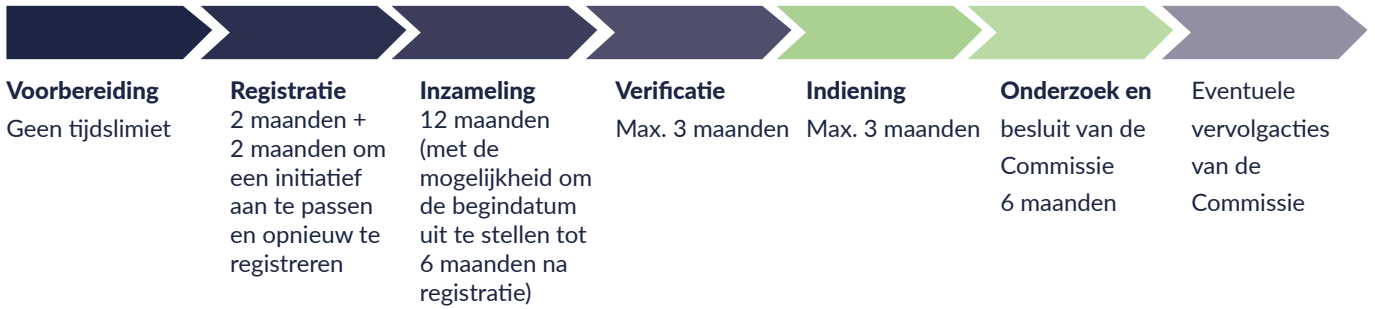 Voorbereiding
Geen tijdslimiet
Registratie
2 maanden +
2 maanden om
een initiatief
aan te passen
en opnieuw te
registreren
Inzameling
12 maanden
(met de
mogelijkheid om
de begindatum
uit te stellen tot
6 maanden na
registratie)
Verificatie
Max. 3 maanden
Indiening
Max. 3 maanden
Onderzoek en
besluit van de
Commissie
6 maanden
Eventuele
vervolgacties
van de
Commissie